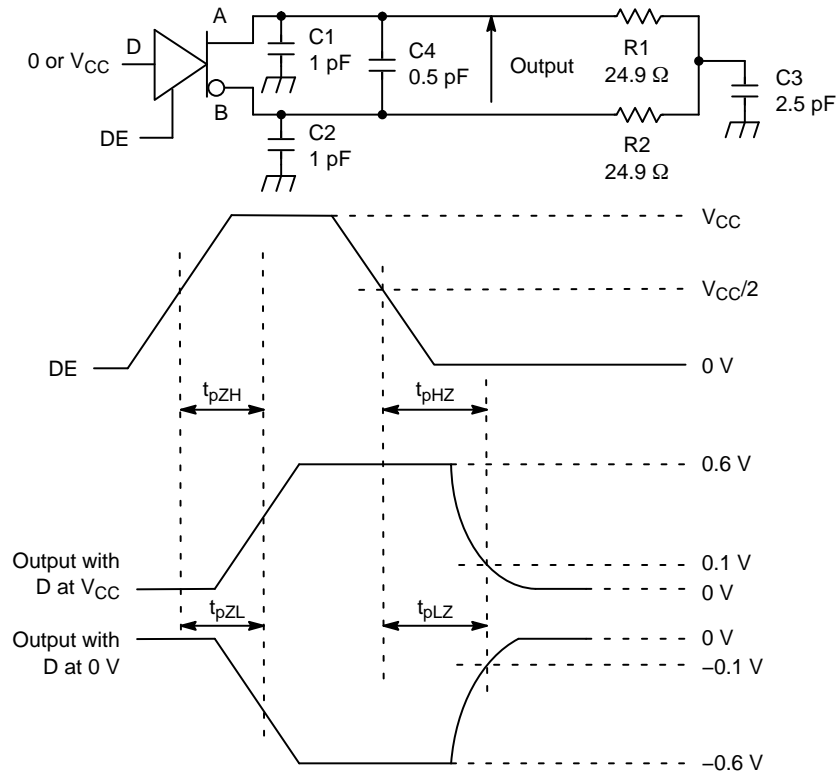 A
0 or VCC
D
B
DE
C1
1 pF
C2
1 pF
C4
0.5 pF
Output
R1
24.9 Ω
R2
24.9 Ω
C3
2.5 pF
VCC
VCC/2
DE
0 V
tpZH
tpHZ
0.6 V
Output with
D at VCC
0.1 V
0 V
tpZL
tpLZ
Output with
D at 0 V
0 V
−0.1 V
−0.6 V